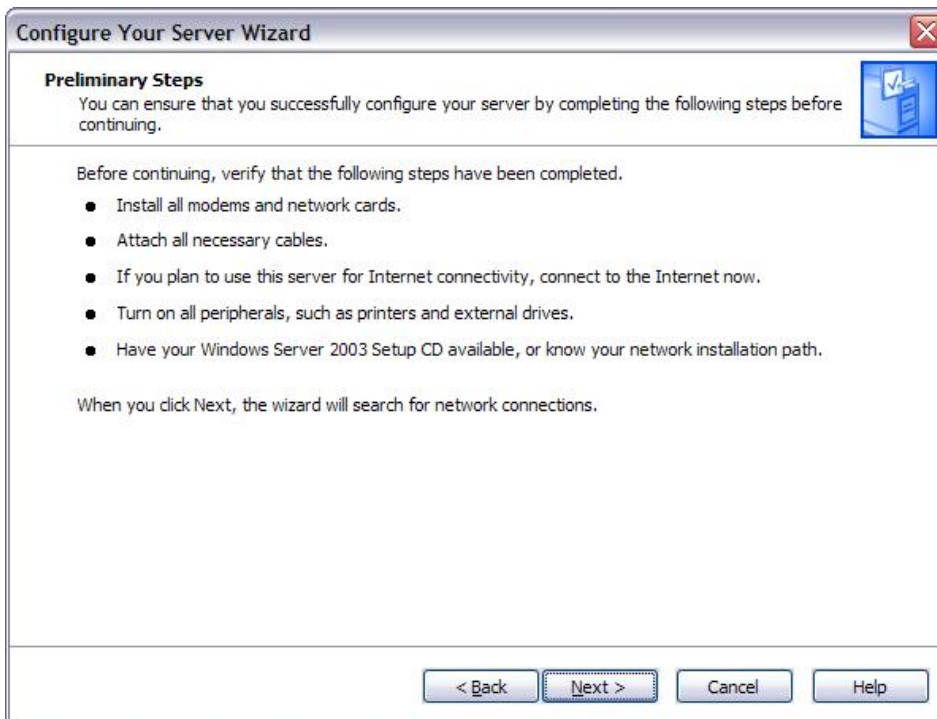 Configure Your Server Wizard
Preliminary Steps
You can ensure that you successfully configure your server by completing the following steps before
continuing.
Before continuing, verify that the following steps have been completed.
Install all modems and network cards.
Attach all necessary cables.
If you plan to use this server for Internet connectivity, connect to the Internet now.
Turn on all peripherals, such as printers and external drives.
Have your Windows Server 2003 Setup CD available, or know your network installation path.
When you click Next, the wizard will search for network connections.
< Back Next > Cancel Help